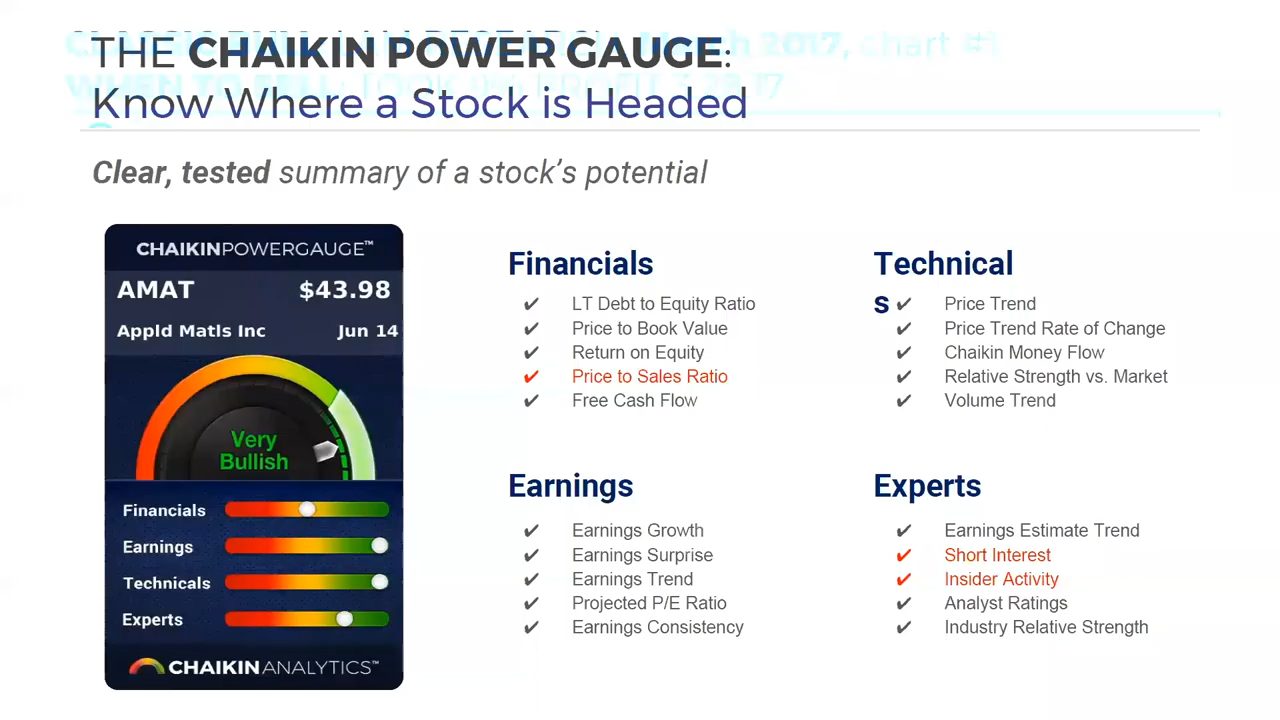 THE CHAIKIN POWER GAUGE:
Know Where a Stock is Headed
Clear, tested summary of a stock’s potential
CHAIKINPOWERGAUGE™
AMAT $43.98
Appld Matls Inc Jun 14
Very
Bullish
Financials
Earnings
Technicals
Experts
CHAIKINANALYTICS™
Financials
✔ LT Debt to Equity Ratio
✔ Price to Book Value
✔ Return on Equity
✔ Price to Sales Ratio
✔ Free Cash Flow
Technical
s
✔ Price Trend
✔ Price Trend Rate of Change
✔ Chaikin Money Flow
✔ Relative Strength vs. Market
✔ Volume Trend
Earnings
✔ Earnings Growth
✔ Earnings Surprise
✔ Earnings Trend
✔ Projected P/E Ratio
✔ Earnings Consistency
Experts
✔ Earnings Estimate Trend
✔ Short Interest
✔ Insider Activity
✔ Analyst Ratings
✔ Industry Relative Strength